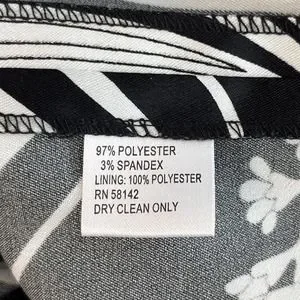 97% POLYESTER
3% SPANDEX
LINING: 100% POLYESTER
RN 58142
DRY CLEAN ONLY